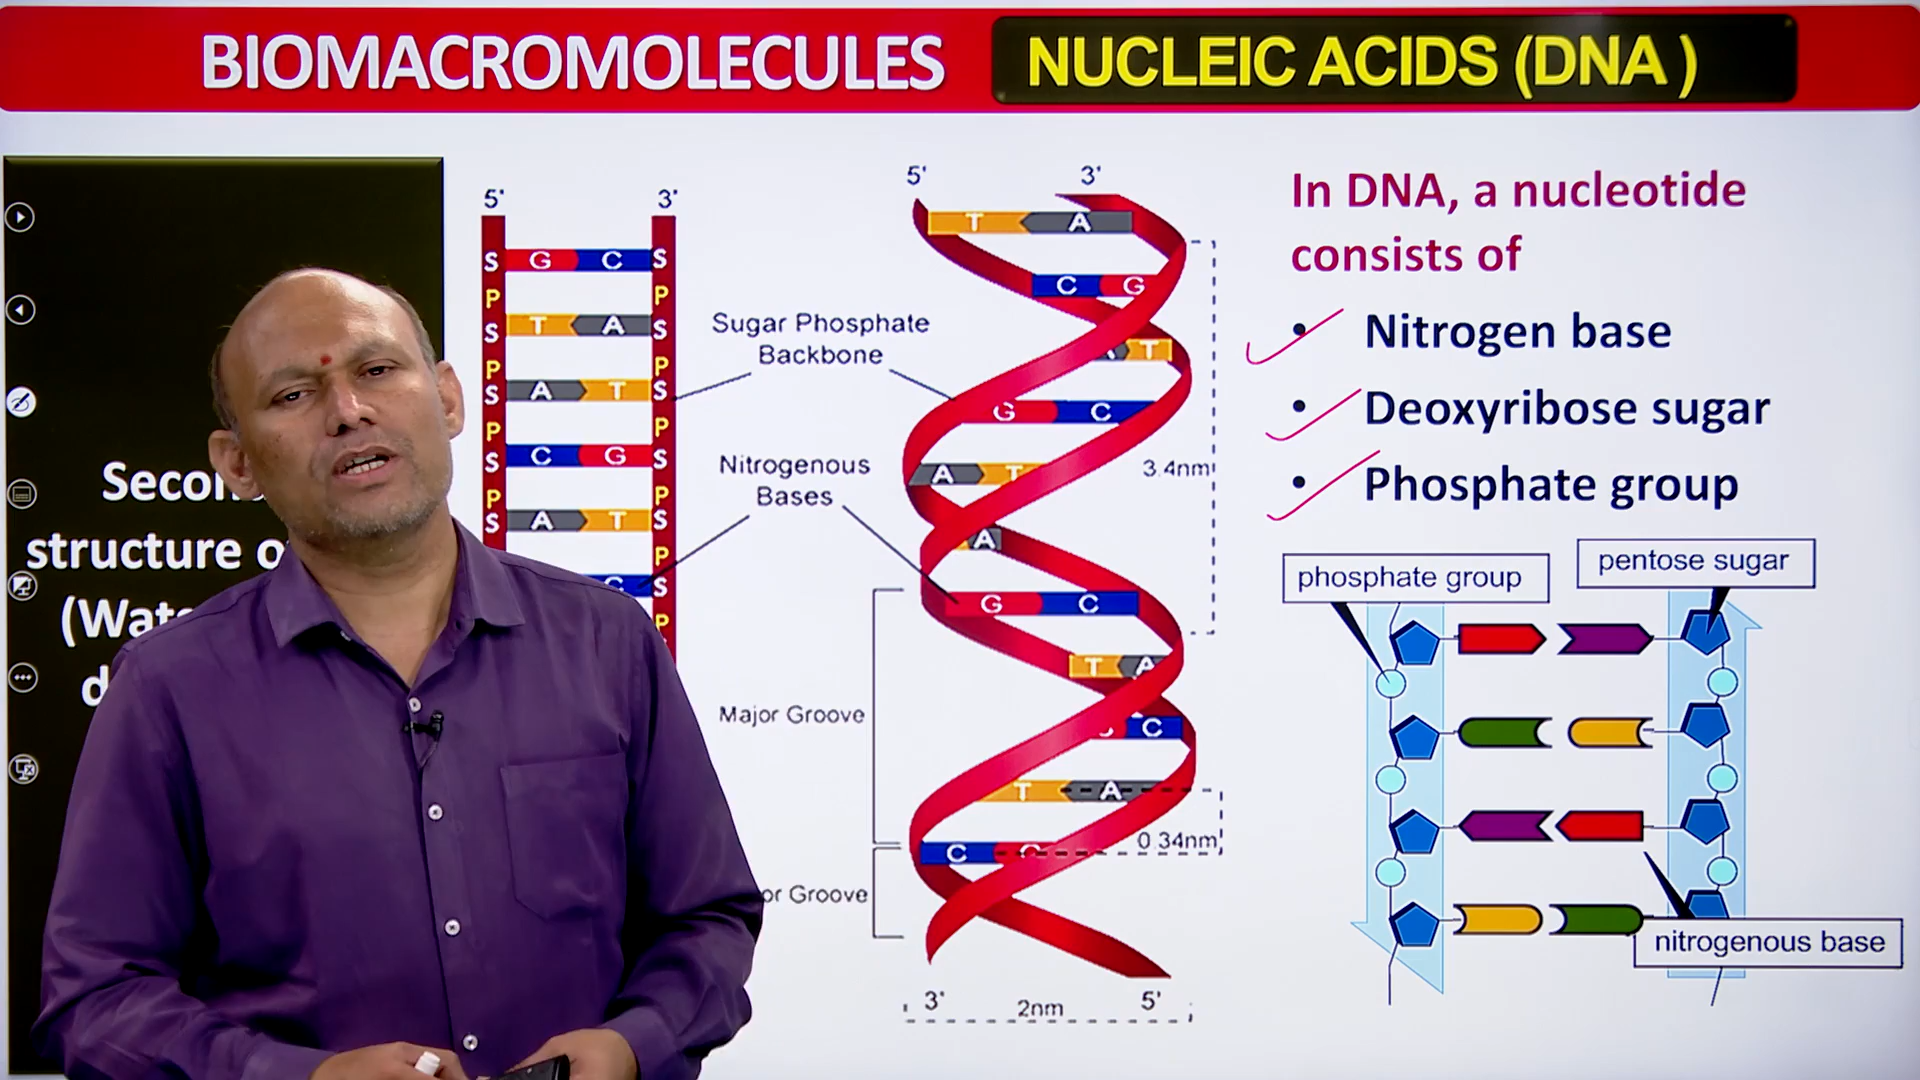 BIOMACROMOLECULES
NUCLEIC ACIDS (DNA )
structure
5' 3'
S G C S
P P
S T A S
P P
S A T S
P P
S C G S
P P
S A T S
P
C S
P
Sugar Phosphate
Backbone
Nitrogenous
Bases
Major Groove
Groove
5' 3'
T A
C G
T
G C
A T
A
G C
T A
C
T A
C
3.4nm
0.34nm
3' 5'
2nm
In DNA, a nucleotide
consists of
• Nitrogen base
• Deoxyribose sugar
• Phosphate group
phosphate group
pentose sugar
nitrogenous base